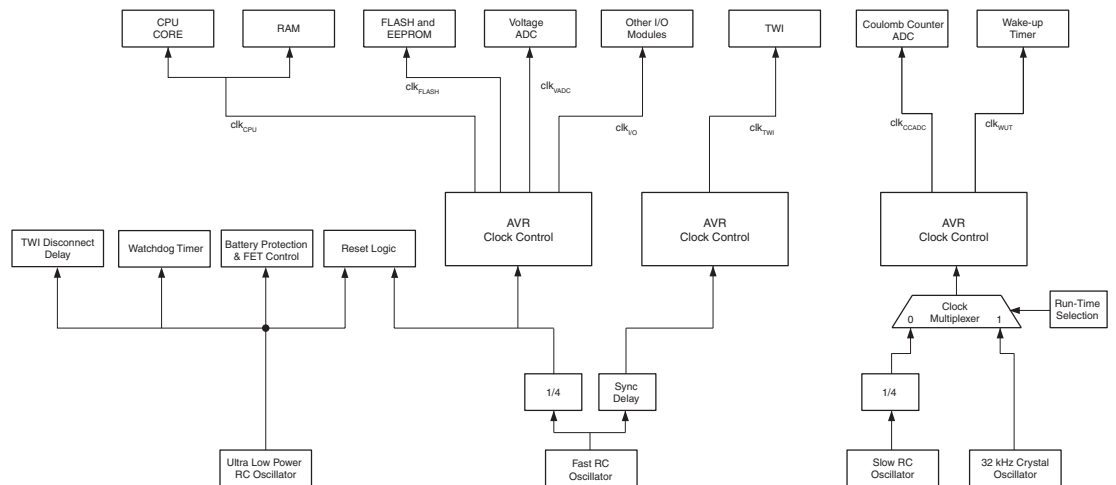 CPU
CORE
RAM
FLASH and
EEPROM
Voltage
ADC
Other I/O
Modules
TWI
Coulomb Counter
ADC
Wake-up
Timer
clkCPU
clkFLASH
clkVADC
clkI/O
clkTWI
clkCCADC
clkWUT
AVR
Clock Control
AVR
Clock Control
AVR
Clock Control
TWI Disconnect
Delay
Watchdog Timer
Battery Protection
& FET Control
Reset Logic
Clock
Multiplexer
0
1
Run-Time
Selection
1/4
Sync
Delay
1/4
Ultra Low Power
RC Oscillator
Fast RC
Oscillator
Slow RC
Oscillator
32 kHz Crystal
Oscillator